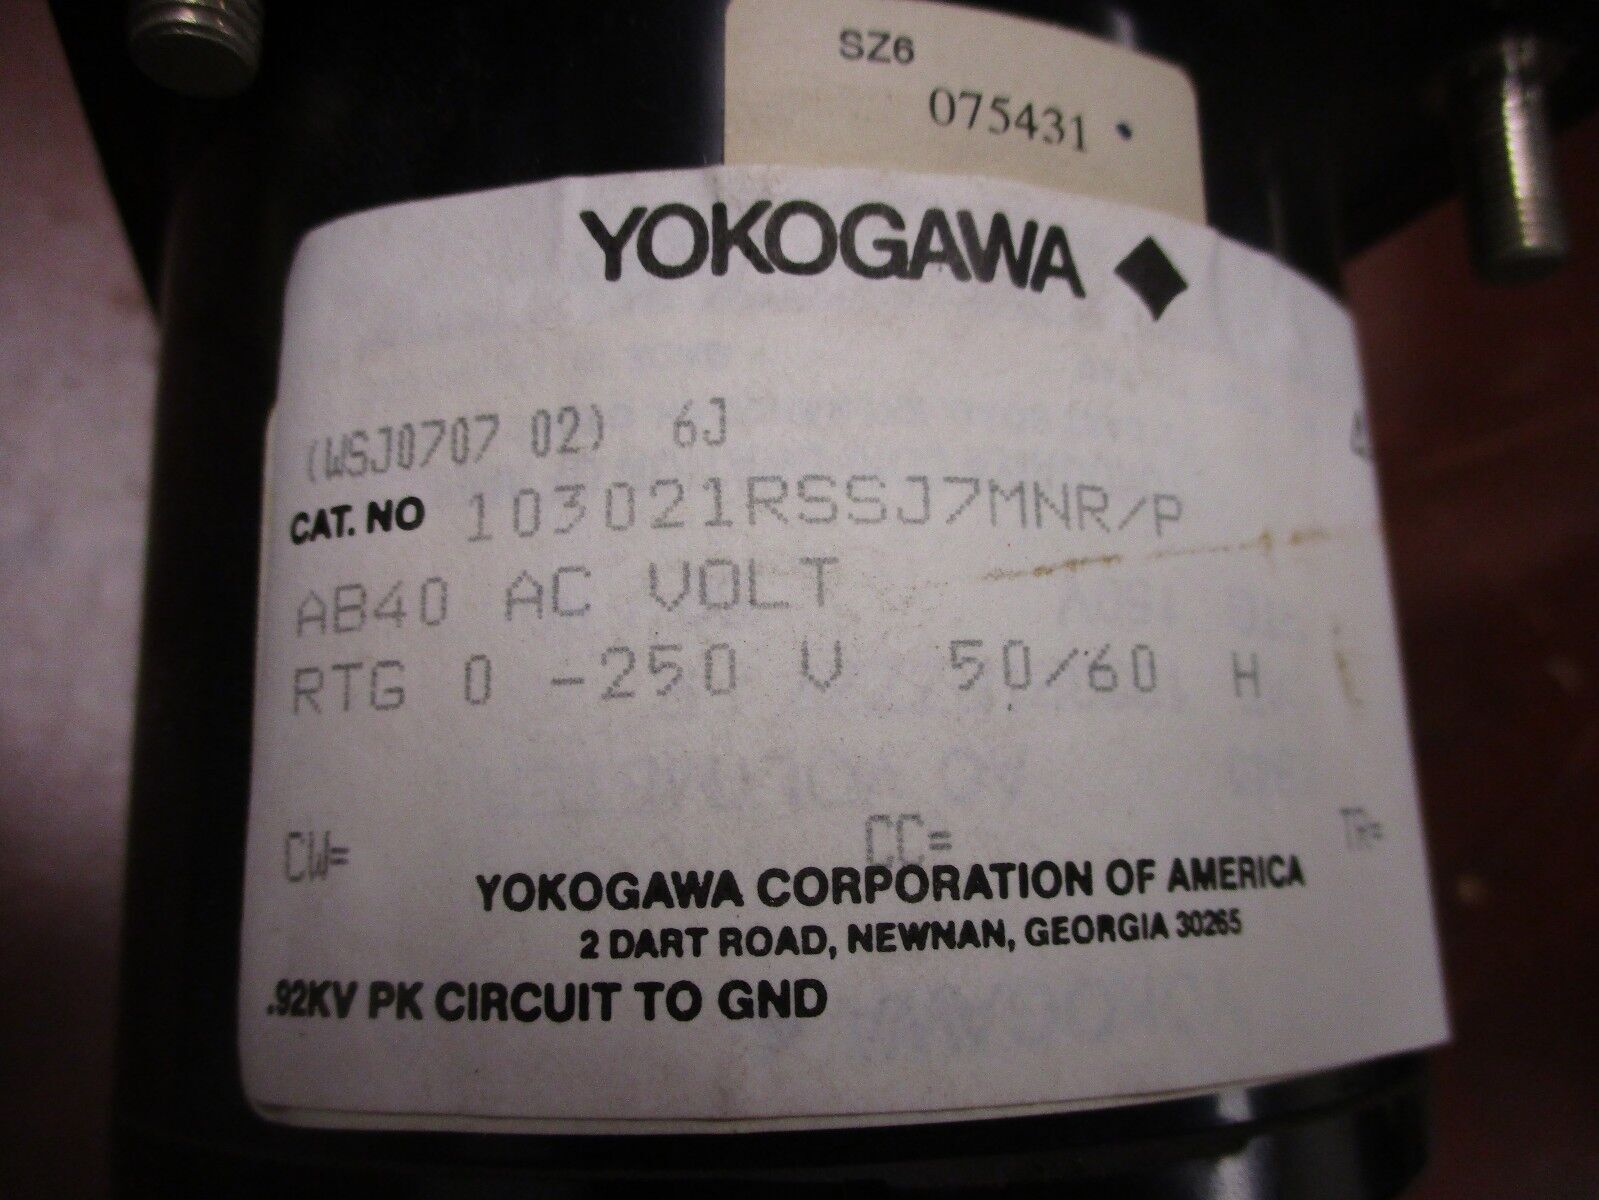 SZ6
075431
YOKOGAWA
(WSJ0707 02) 6J
CAT. NO 103021RSSJ7MNR/P
AB40 AC VOLT
RTG 0 -250 V 50/60 H
CW= CC= TR=
YOKOGAWA CORPORATION OF AMERICA
2 DART ROAD, NEWNAN, GEORGIA 30265
.92KV PK CIRCUIT TO GND